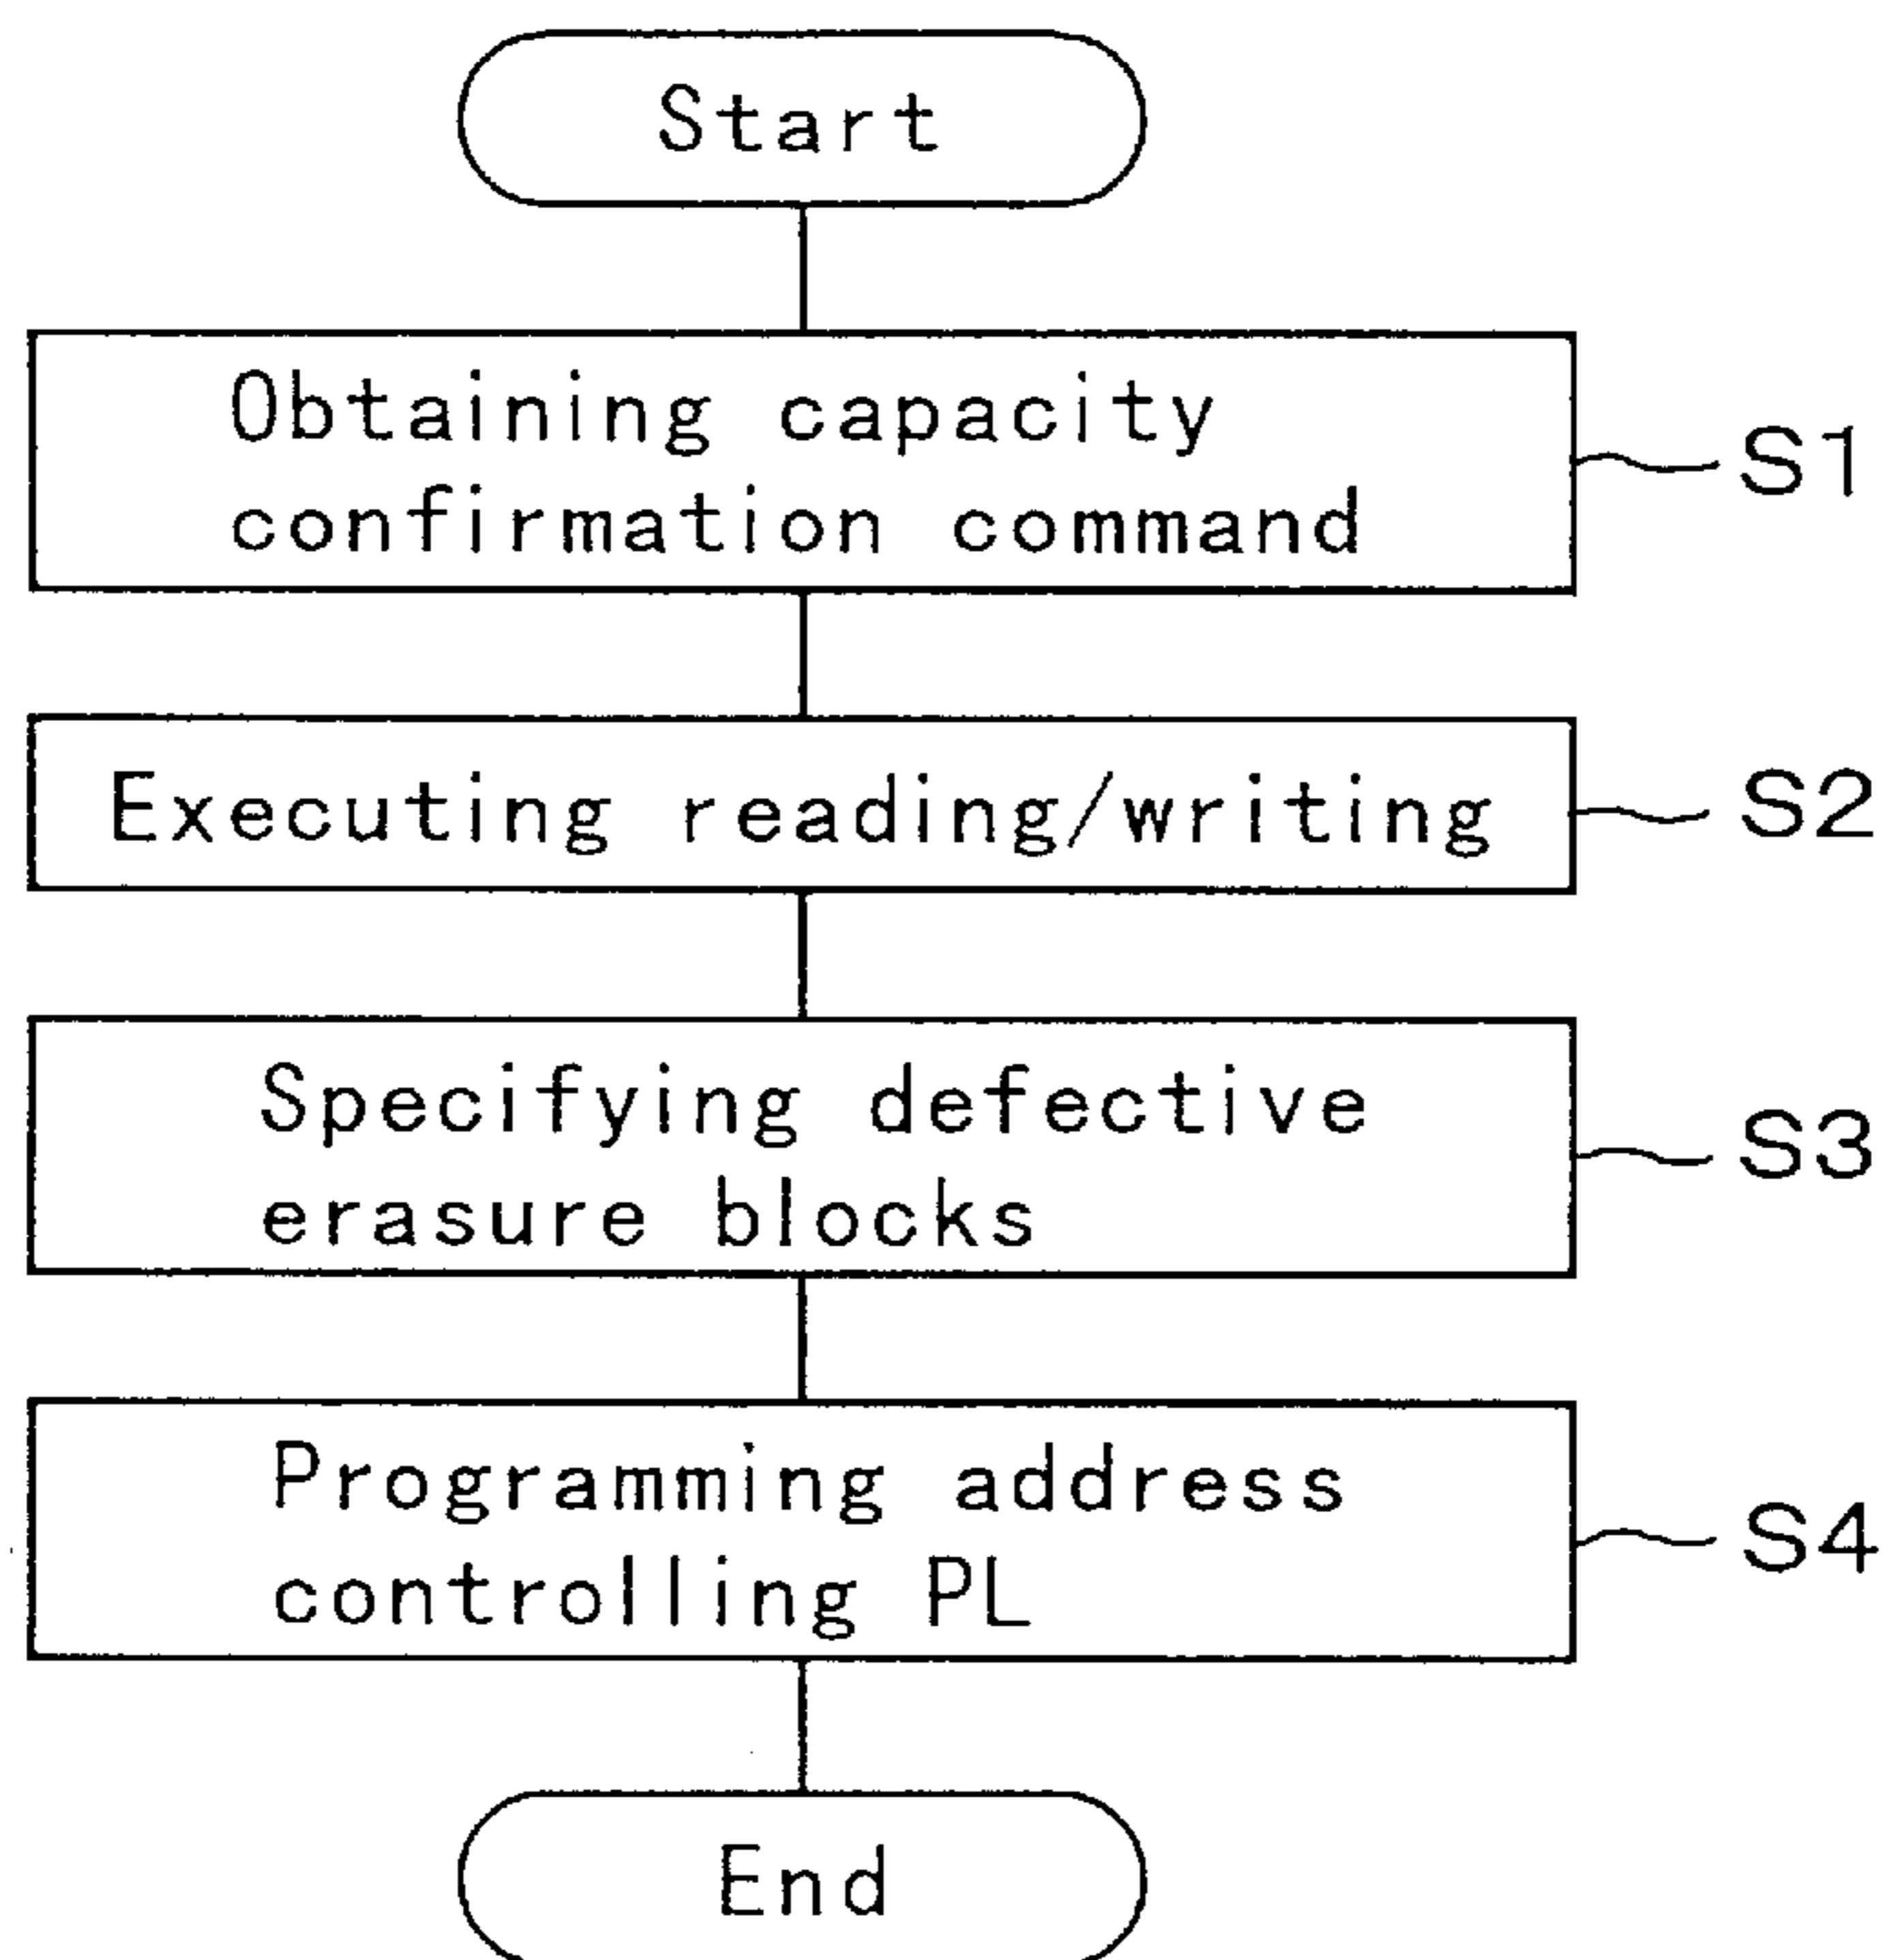 Start
Obtaining capacity
confirmation command
S1
Executing reading/writing
S2
Specifying defective
erasure blocks
S3
Programming address
controlling PL
S4
End